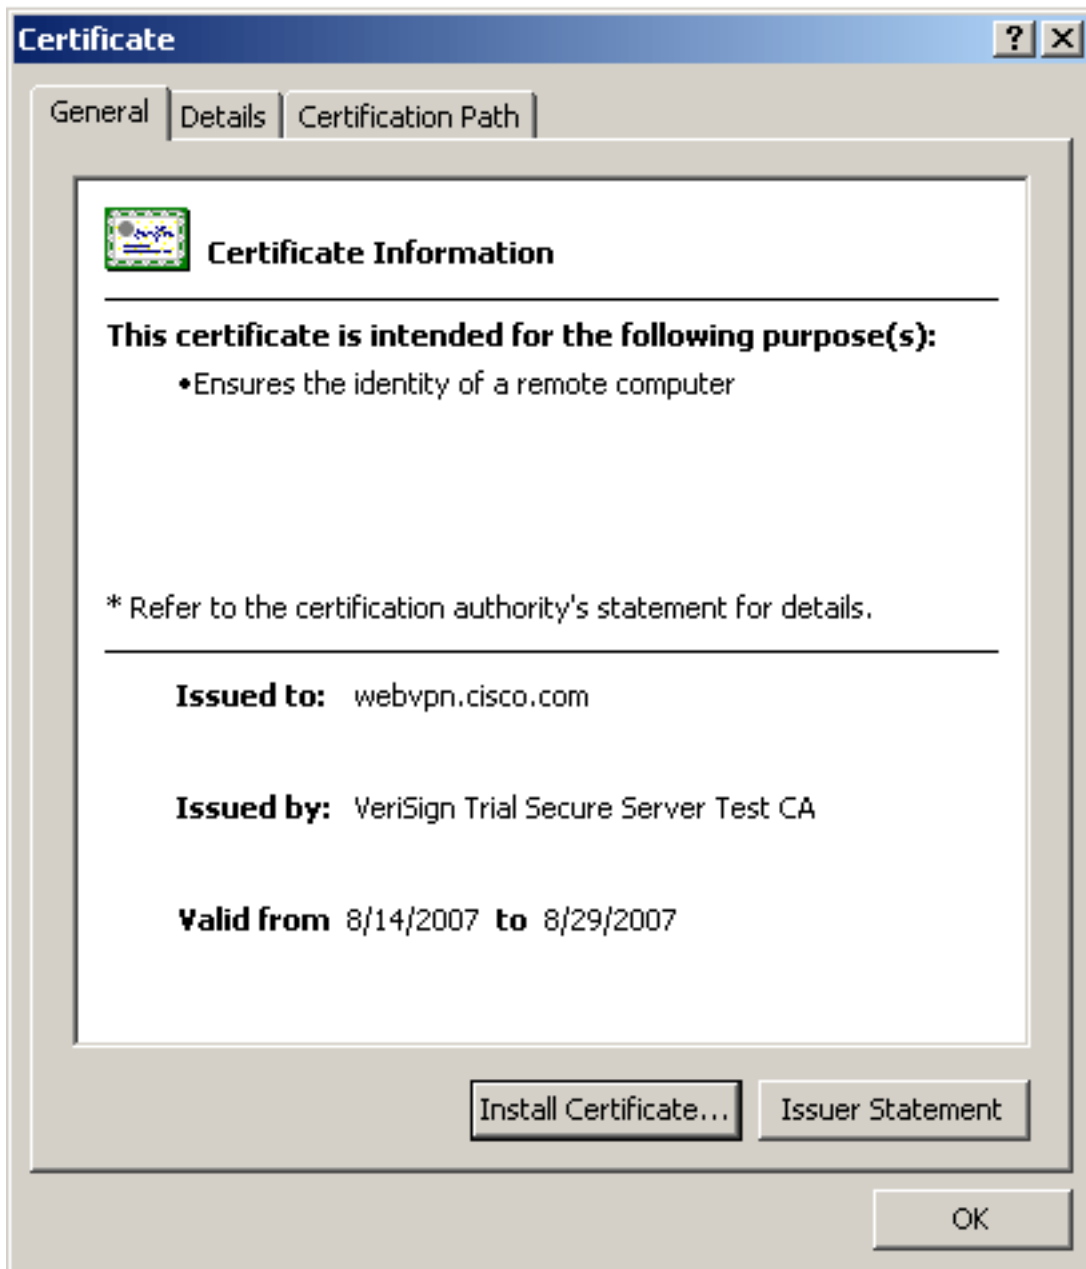 Certificate
General Details Certification Path
Certificate Information
This certificate is intended for the following purpose(s):
•Ensures the identity of a remote computer
* Refer to the certification authority's statement for details.
Issued to: webvpn.cisco.com
Issued by: VeriSign Trial Secure Server Test CA
Valid from 8/14/2007 to 8/29/2007
Install Certificate... Issuer Statement
OK